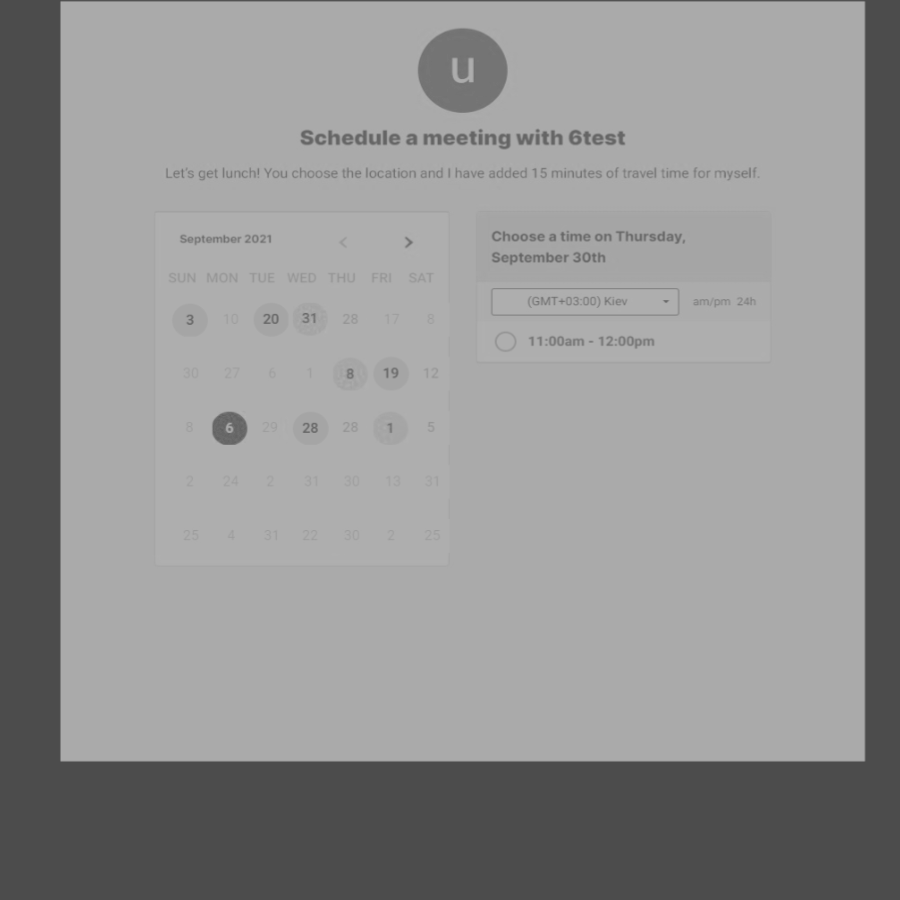 u
Schedule a meeting with 6test
Let's get lunch! You choose the location and I have added 15 minutes of travel time for myself.
September 2021
SUN MON TUE WED THU FRI SAT
3 10 20 31 28 17 8
30 27 6 1 8 19 12
8 6 29 28 28 1 5
2 24 2 31 30 13 31
25 4 31 22 30 2 25
Choose a time on Thursday,
September 30th
(GMT+03:00) Kiev am/pm 24h
11:00am - 12:00pm